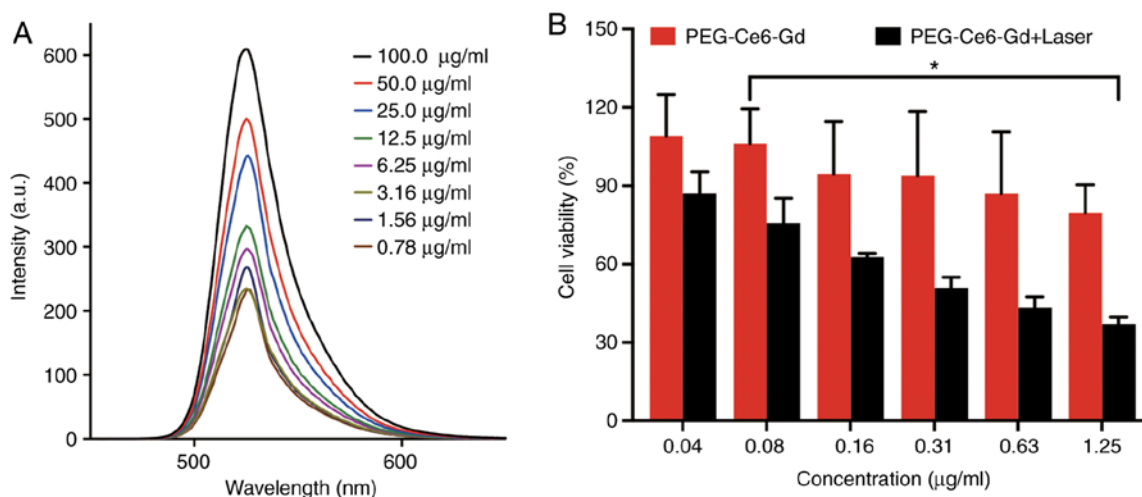 A
600
500
400
300
200
100
0
Intensity (a.u.)
500
600
Wavelength (nm)
100.0 μg/ml
50.0 μg/ml
25.0 μg/ml
12.5 μg/ml
6.25 μg/ml
3.16 μg/ml
1.56 μg/ml
0.78 μg/ml
B
PEG-Ce6-Gd
PEG-Ce6-Gd+Laser
*
150
120
90
60
30
0
Cell viability (%)
0.04
0.08
0.16
0.31
0.63
1.25
Concentration (μg/ml)